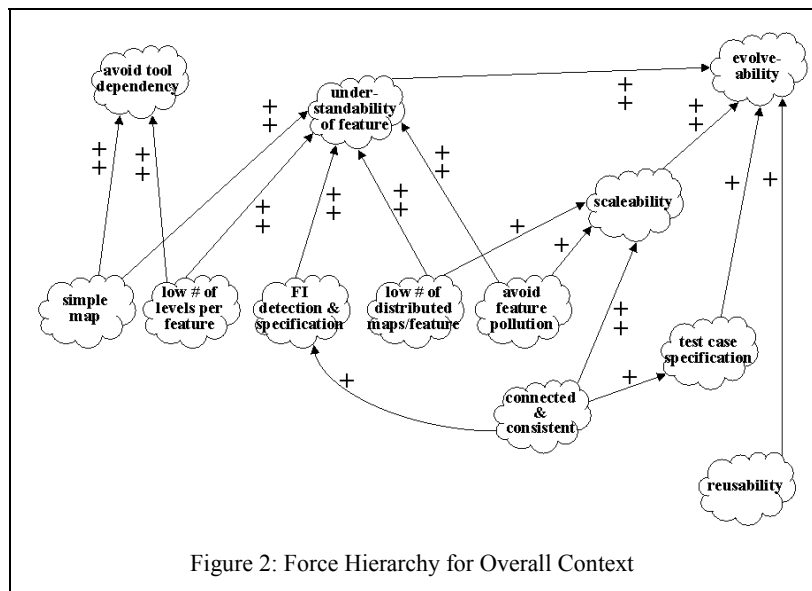 avoid tool
dependency
under-
standability
of feature
evolve-
ability
+
+
+
+
+
+
+
+
scaleability
+
+
+
+
+
+
+
+
+
+
+
+
simple
map
low # of
levels per
feature
FI
detection &
specification
low # of
distributed
maps/feature
avoid
feature
pollution
+
+
test case
specification
+
+
connected
&
consistent
reusability
Figure 2: Force Hierarchy for Overall Context